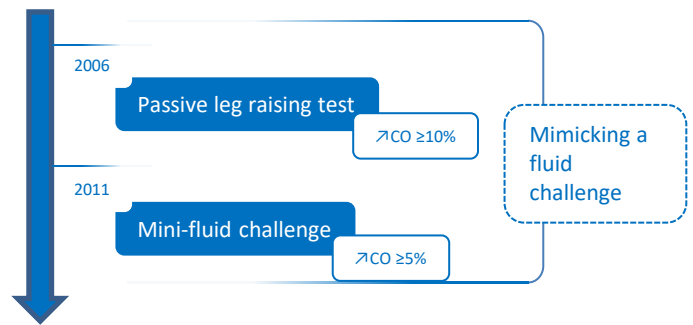 2006
Passive leg raising test
↗CO ≥10%
Mimicking a
fluid
challenge
2011
Mini-fluid challenge
↗CO ≥5%